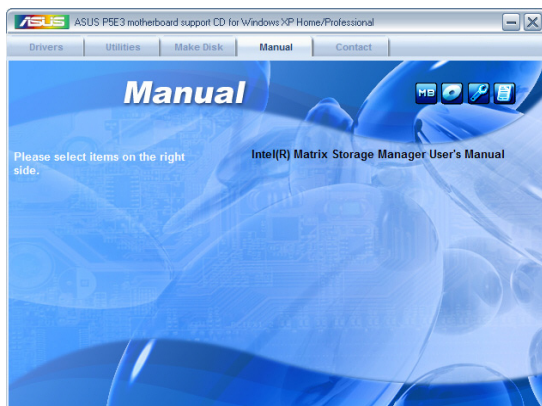 ASUS P5E3 motherboard support CD for Windows XP Home/Professional
Drivers Utilities Make Disk Manual Contact
Manual
MB
Please select items on the right
side.
Intel(R) Matrix Storage Manager User's Manual